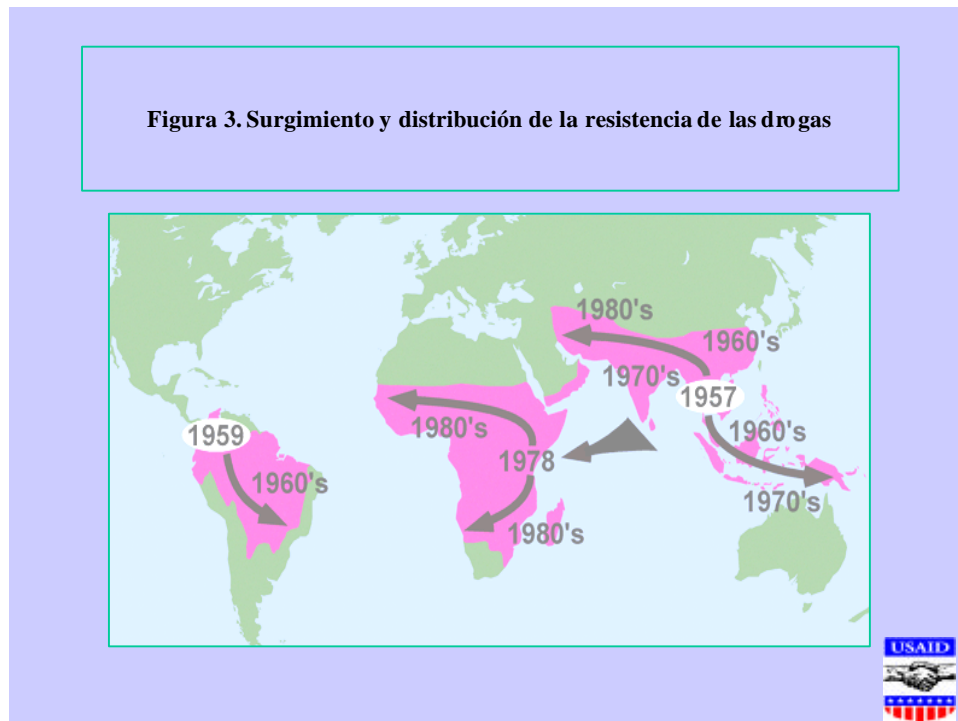 Figura 3. Surgimiento y distribución de la resistencia de las drogas
1980's
1960's
1970's
1957
1980's
1959
1960's
1978
1960's
1970's
1980's
USAID